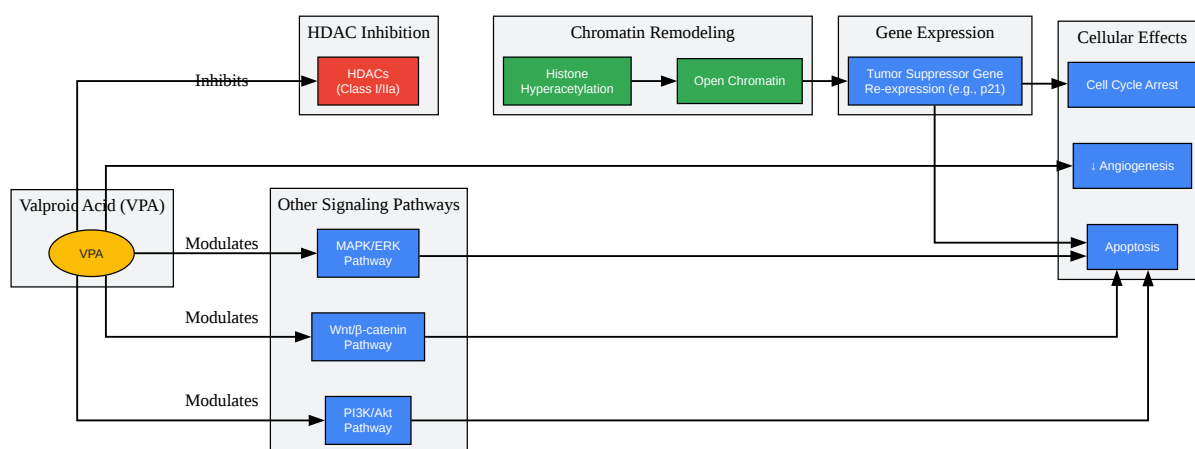 HDAC Inhibition
HDACs
(Class I/IIa)
Inhibits
Chromatin Remodeling
Histone
Hyperacetylation
Open Chromatin
Gene Expression
Tumor Suppressor Gene
Re-expression (e.g., p21)
Cellular Effects
Cell Cycle Arrest
↓ Angiogenesis
Apoptosis
Valproic Acid (VPA)
VPA
Other Signaling Pathways
Modulates
MAPK/ERK
Pathway
Modulates
Wnt/β-catenin
Pathway
Modulates
PI3K/Akt
Pathway